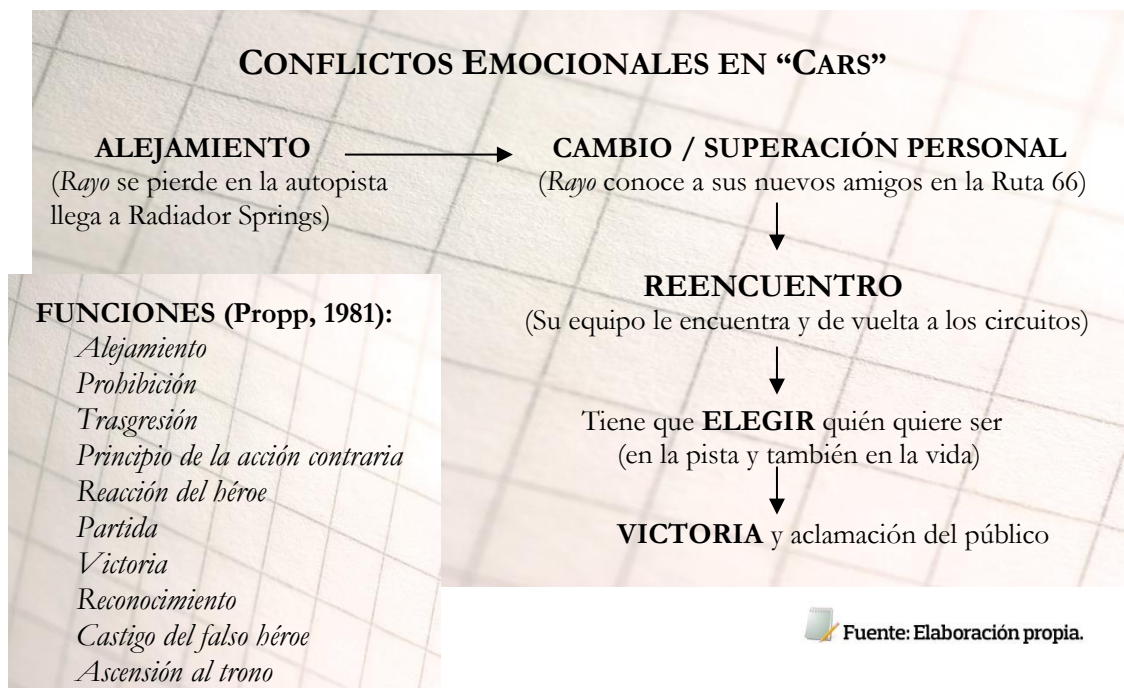 CONFLICTOS EMOCIONALES EN “CARS”
ALEJAMIENTO
(Rayo se pierde en la autopista
llega a Radiador Springs)
CAMBIO / SUPERACIÓN PERSONAL
(Rayo conoce a sus nuevos amigos en la Ruta 66)
REENCUENTRO
(Su equipo le encuentra y de vuelta a los circuitos)
Tiene que ELEGIR quién quiere ser
(en la pista y también en la vida)
VICTORIA y aclamación del público
FUNCIONES (Propp, 1981):
Alejamiento
Prohibición
Trasgresión
Principio de la acción contraria
Reacción del héroe
Partida
Victoria
Reconocimiento
Castigo del falso héroe
Ascensión al trono
Fuente: Elaboración propia.